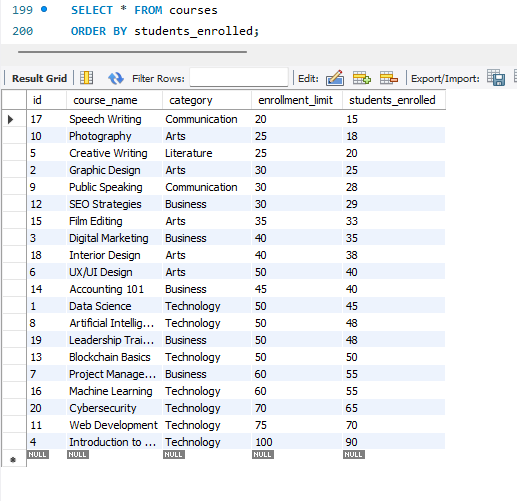 199 SELECT * FROM courses
200 ORDER BY students_enrolled;
Result Grid Filter Rows: Edit: Export/Import:
id course_name category enrollment_limit students_enrolled
17 Speech Writing Communication 20 15
10 Photography Arts 25 18
5 Creative Writing Literature 25 20
2 Graphic Design Arts 30 25
9 Public Speaking Communication 30 28
12 SEO Strategies Business 30 29
15 Film Editing Arts 35 33
3 Digital Marketing Business 40 35
18 Interior Design Arts 40 38
6 UX/UI Design Arts 50 40
14 Accounting 101 Business 45 40
1 Data Science Technology 50 45
8 Artificial Intellig... Technology 50 48
19 Leadership Trai... Business 50 48
13 Blockchain Basics Technology 50 50
7 Project Manage... Business 60 55
16 Machine Learning Technology 60 55
20 Cybersecurity Technology 70 65
11 Web Development Technology 75 70
4 Introduction to ... Technology 100 90
NULL NULL NULL NULL NULL